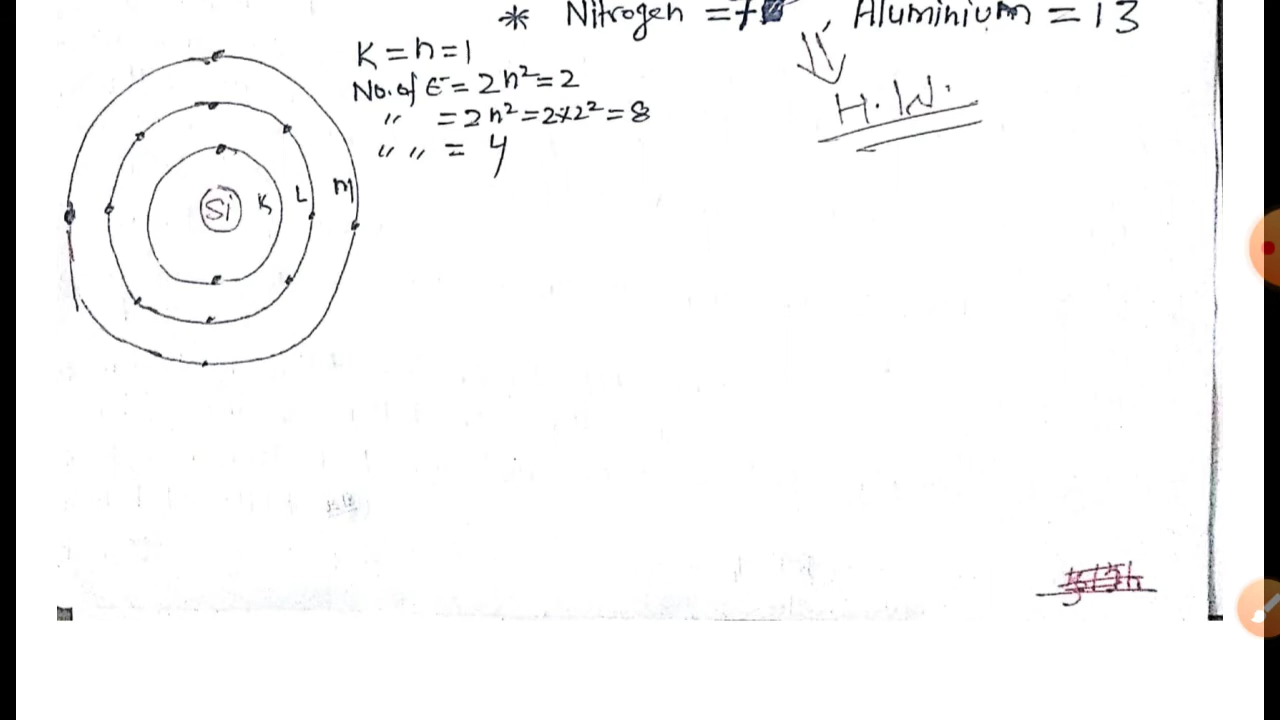 * Nitrogen = 7 , Aluminium = 13
H.W.
K = n = 1
No. of e⁻ = 2n² = 2
〃 = 2n² = 2×2² = 8
〃 〃 = 4
Si K L M